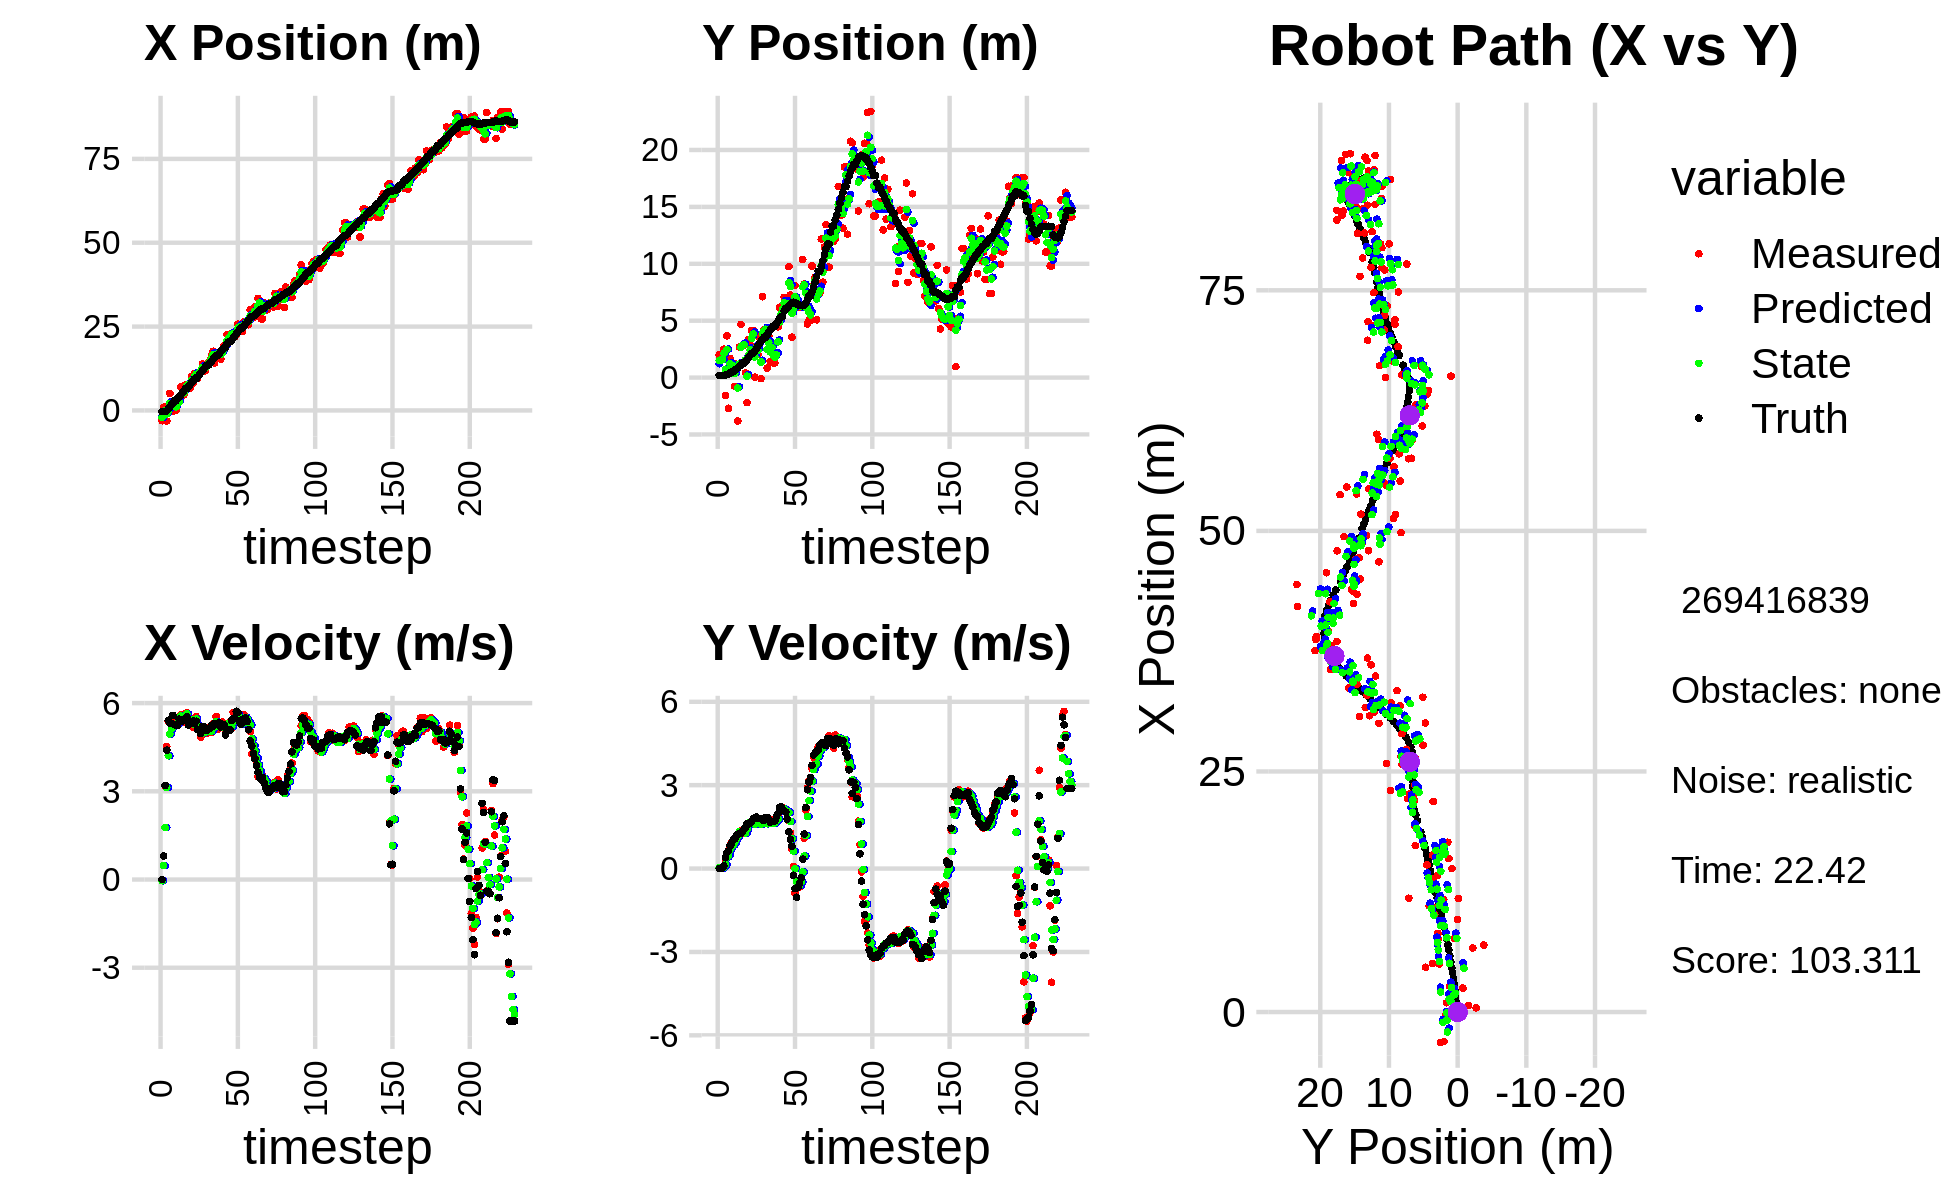 X Position (m)
75
50
25
0
0 50 100 150 200
timestep
Y Position (m)
20
15
10
5
0
-5
0 50 100 150 200
timestep
X Velocity (m/s)
6
3
0
-3
0 50 100 150 200
timestep
Y Velocity (m/s)
6
3
0
-3
-6
0 50 100 150 200
timestep
Robot Path (X vs Y)
X Position (m)
75
50
25
0
20 10 0 -10 -20
Y Position (m)
variable
Measured
Predicted
State
Truth
269416839
Obstacles: none
Noise: realistic
Time: 22.42
Score: 103.311